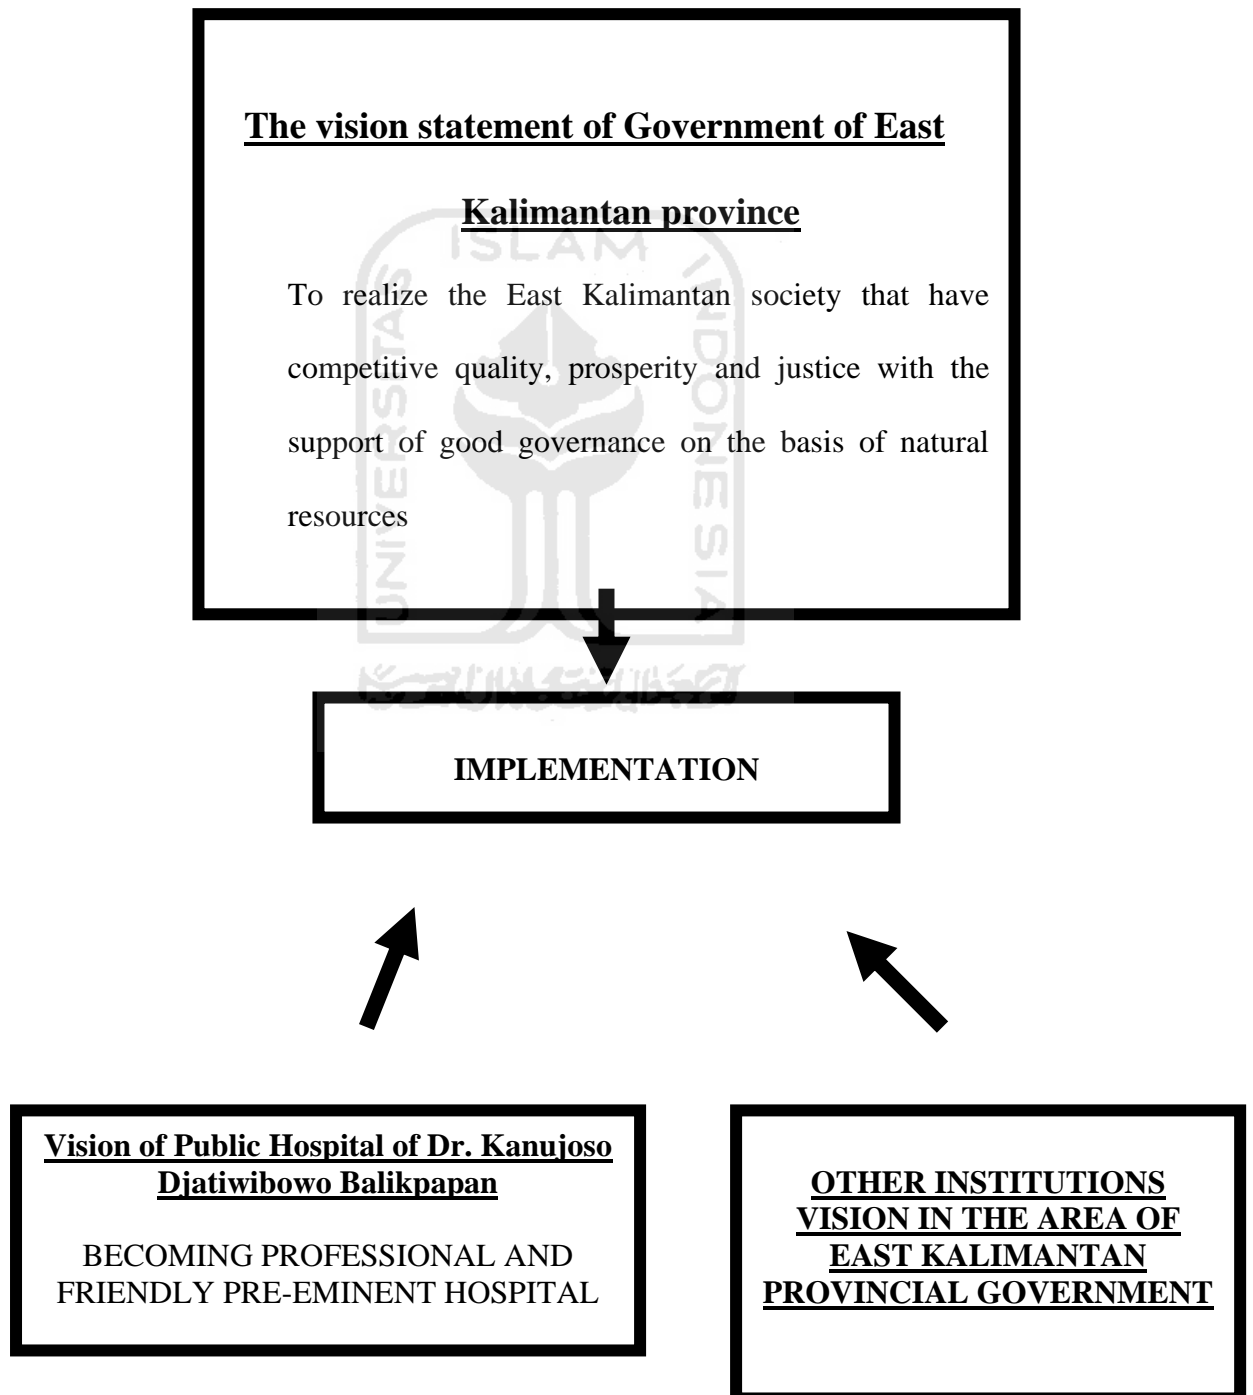 The vision statement of Government of East
Kalimantan province
To realize the East Kalimantan society that have
competitive quality, prosperity and justice with the
support of good governance on the basis of natural
resources
UNIVERSITAS
ISLAM
INDONESIA
IMPLEMENTATION
Vision of Public Hospital of Dr. Kanujoso
Djatiwibowo Balikpapan
BECOMING PROFESSIONAL AND
FRIENDLY PRE-EMINENT HOSPITAL
OTHER INSTITUTIONS
VISION IN THE AREA OF
EAST KALIMANTAN
PROVINCIAL GOVERNMENT